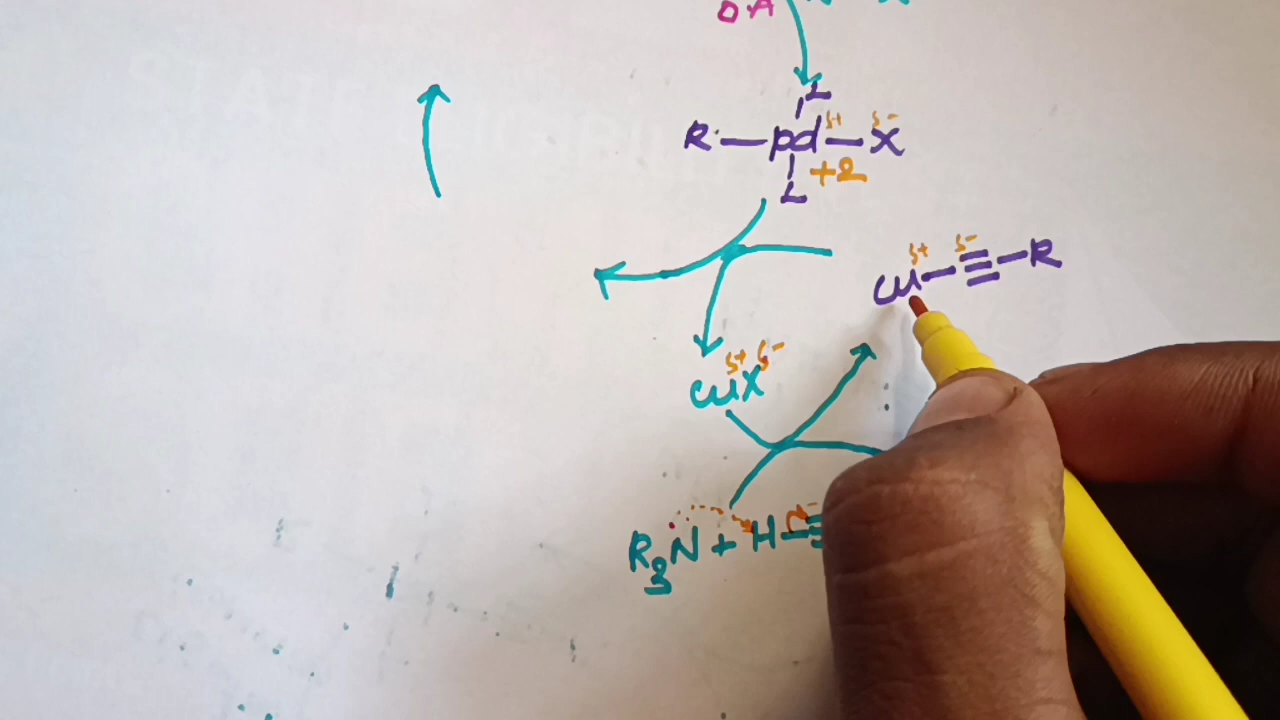 OA
L
R — pd — X
δ+ δ-
+2
L
δ+ δ-
Cu — ≡ — R
δ+ δ-
CuX
R3N + H — ≡